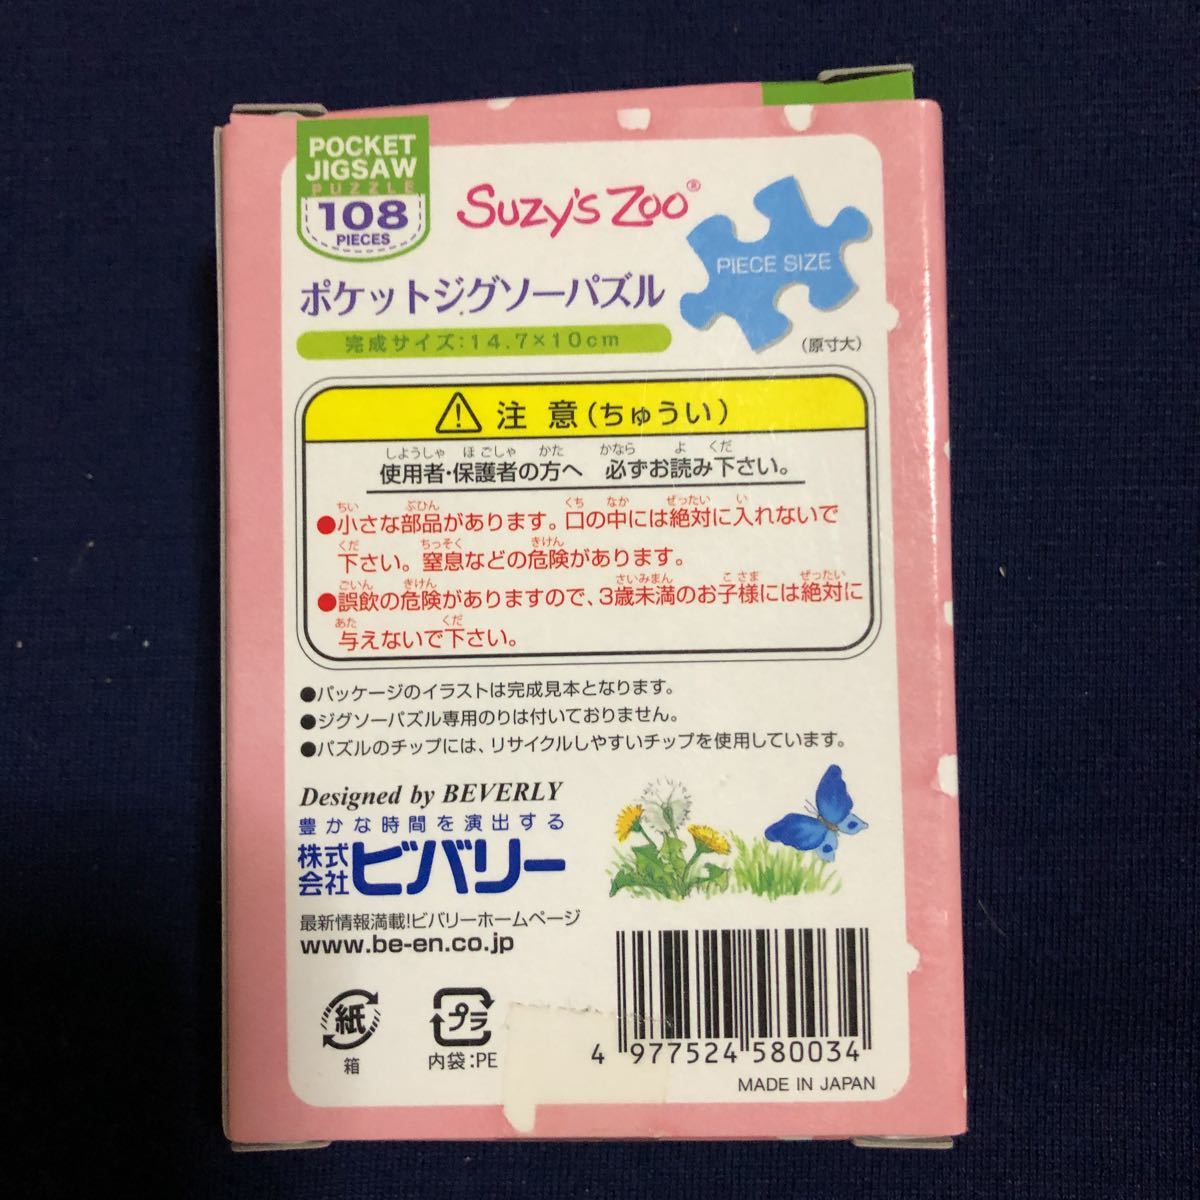 POCKET
JIGSAW
PUZZLE
108
PIECES
Suzy's Zoo®
PIECE SIZE
(原寸大)
ポケットジグソーパズル
完成サイズ:14.7×10cm
注意(ちゅうい)
しようしゃ ほごしゃ かた かなら よ くだ
使用者・保護者の方へ 必ずお読み下さい。
ちい ぶひん くち なか ぜったい い
●小さな部品があります。口の中には絶対に入れないで
くだ ちっそく きけん
下さい。窒息などの危険があります。
ごいん きけん さいみまん こさま ぜったい
●誤飲の危険がありますので、3歳未満のお子様には絶対に
あた くだ
与えないで下さい。
●パッケージのイラストは完成見本となります。
●ジグソーパズル専用のりは付いておりません。
●パズルのチップには、リサイクルしやすいチップを使用しています。
Designed by BEVERLY
豊かな時間を演出する
株式会社ビバリー
最新情報満載!ビバリーホームページ
www.be-en.co.jp
紙
箱
プラ
内袋:PE
4 977524 580034
MADE IN JAPAN